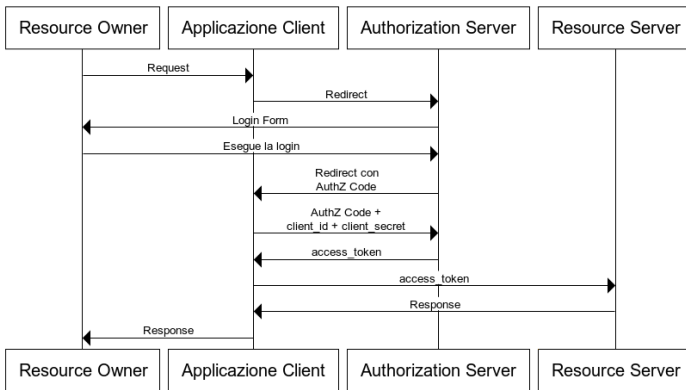 Resource Owner
Applicazione Client
Authorization Server
Resource Server
Request
Redirect
Login Form
Esegue la login
Redirect con
AuthZ Code
AuthZ Code +
client_id + client_secret
access_token
access_token
Response
Response
Resource Owner
Applicazione Client
Authorization Server
Resource Server